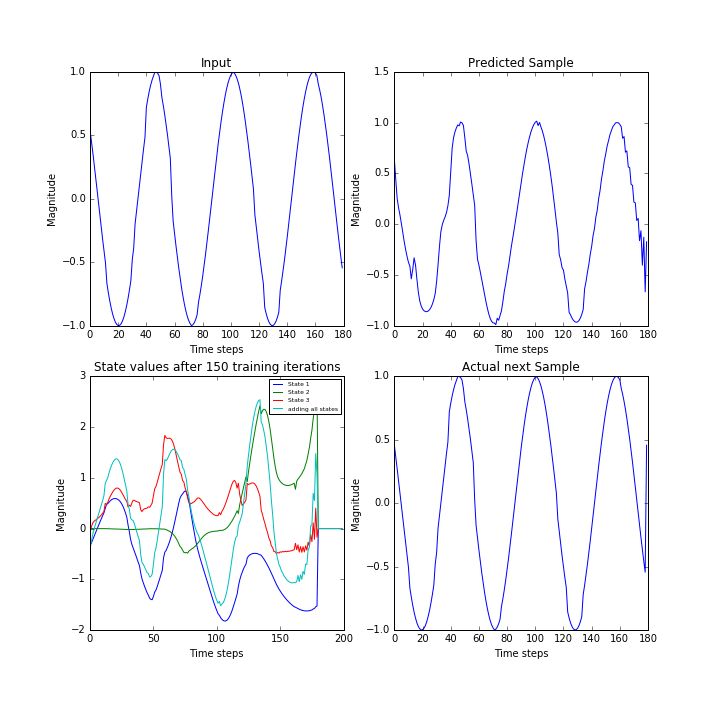 Input
1.0
0.5
0.0
−0.5
−1.0
Magnitude
0 20 40 60 80 100 120 140 160 180
Time steps
Predicted Sample
1.5
1.0
0.5
0.0
−0.5
−1.0
Magnitude
0 20 40 60 80 100 120 140 160 180
Time steps
State values after 150 training iterations
3
2
1
0
−1
−2
Magnitude
State 1
State 2
State 3
adding all states
0 50 100 150 200
Time steps
Actual next Sample
1.0
0.5
0.0
−0.5
−1.0
Magnitude
0 20 40 60 80 100 120 140 160 180
Time steps